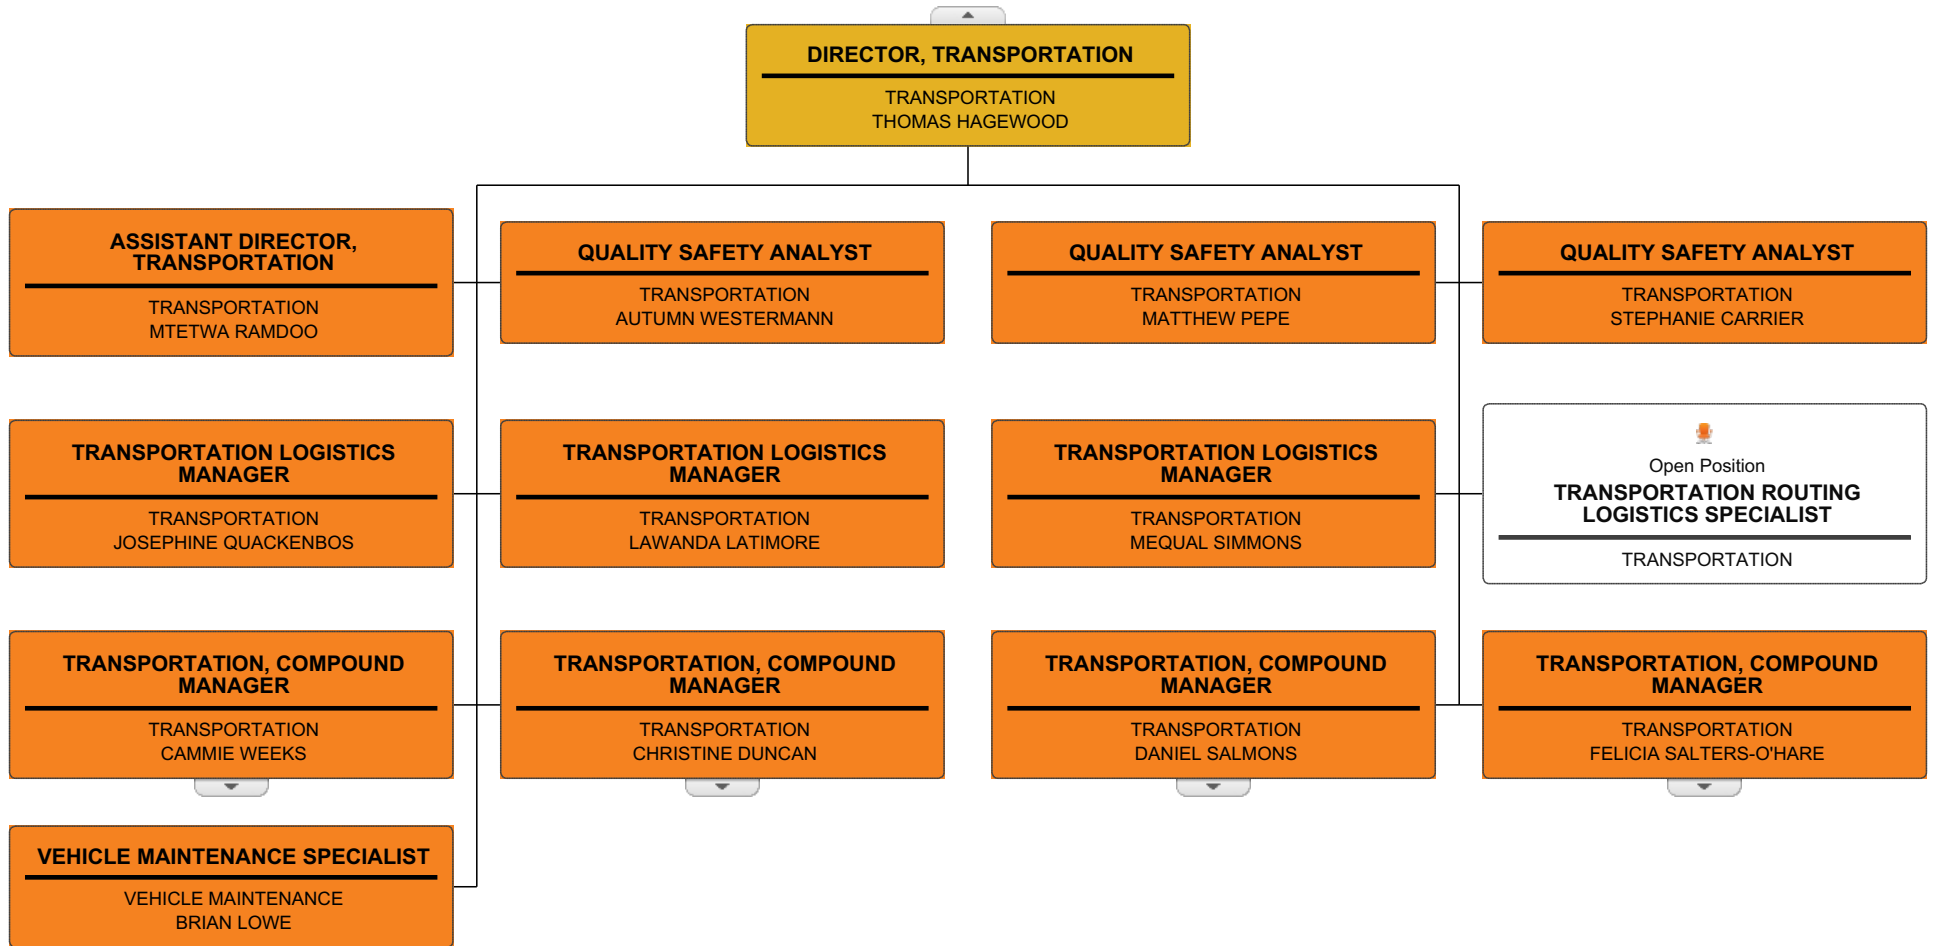 DIRECTOR, TRANSPORTATION
TRANSPORTATION
THOMAS HAGEWOOD
ASSISTANT DIRECTOR,
TRANSPORTATION
TRANSPORTATION
MTETWA RAMDOO
QUALITY SAFETY ANALYST
TRANSPORTATION
AUTUMN WESTERMANN
QUALITY SAFETY ANALYST
TRANSPORTATION
MATTHEW PEPE
QUALITY SAFETY ANALYST
TRANSPORTATION
STEPHANIE CARRIER
TRANSPORTATION LOGISTICS
MANAGER
TRANSPORTATION
JOSEPHINE QUACKENBOS
TRANSPORTATION LOGISTICS
MANAGER
TRANSPORTATION
LAWANDA LATIMORE
TRANSPORTATION LOGISTICS
MANAGER
TRANSPORTATION
MEQUAL SIMMONS
Open Position
TRANSPORTATION ROUTING
LOGISTICS SPECIALIST
TRANSPORTATION
TRANSPORTATION, COMPOUND
MANAGER
TRANSPORTATION
CAMMIE WEEKS
TRANSPORTATION, COMPOUND
MANAGER
TRANSPORTATION
CHRISTINE DUNCAN
TRANSPORTATION, COMPOUND
MANAGER
TRANSPORTATION
DANIEL SALMONS
TRANSPORTATION, COMPOUND
MANAGER
TRANSPORTATION
FELICIA SALTERS-O'HARE
VEHICLE MAINTENANCE SPECIALIST
VEHICLE MAINTENANCE
BRIAN LOWE